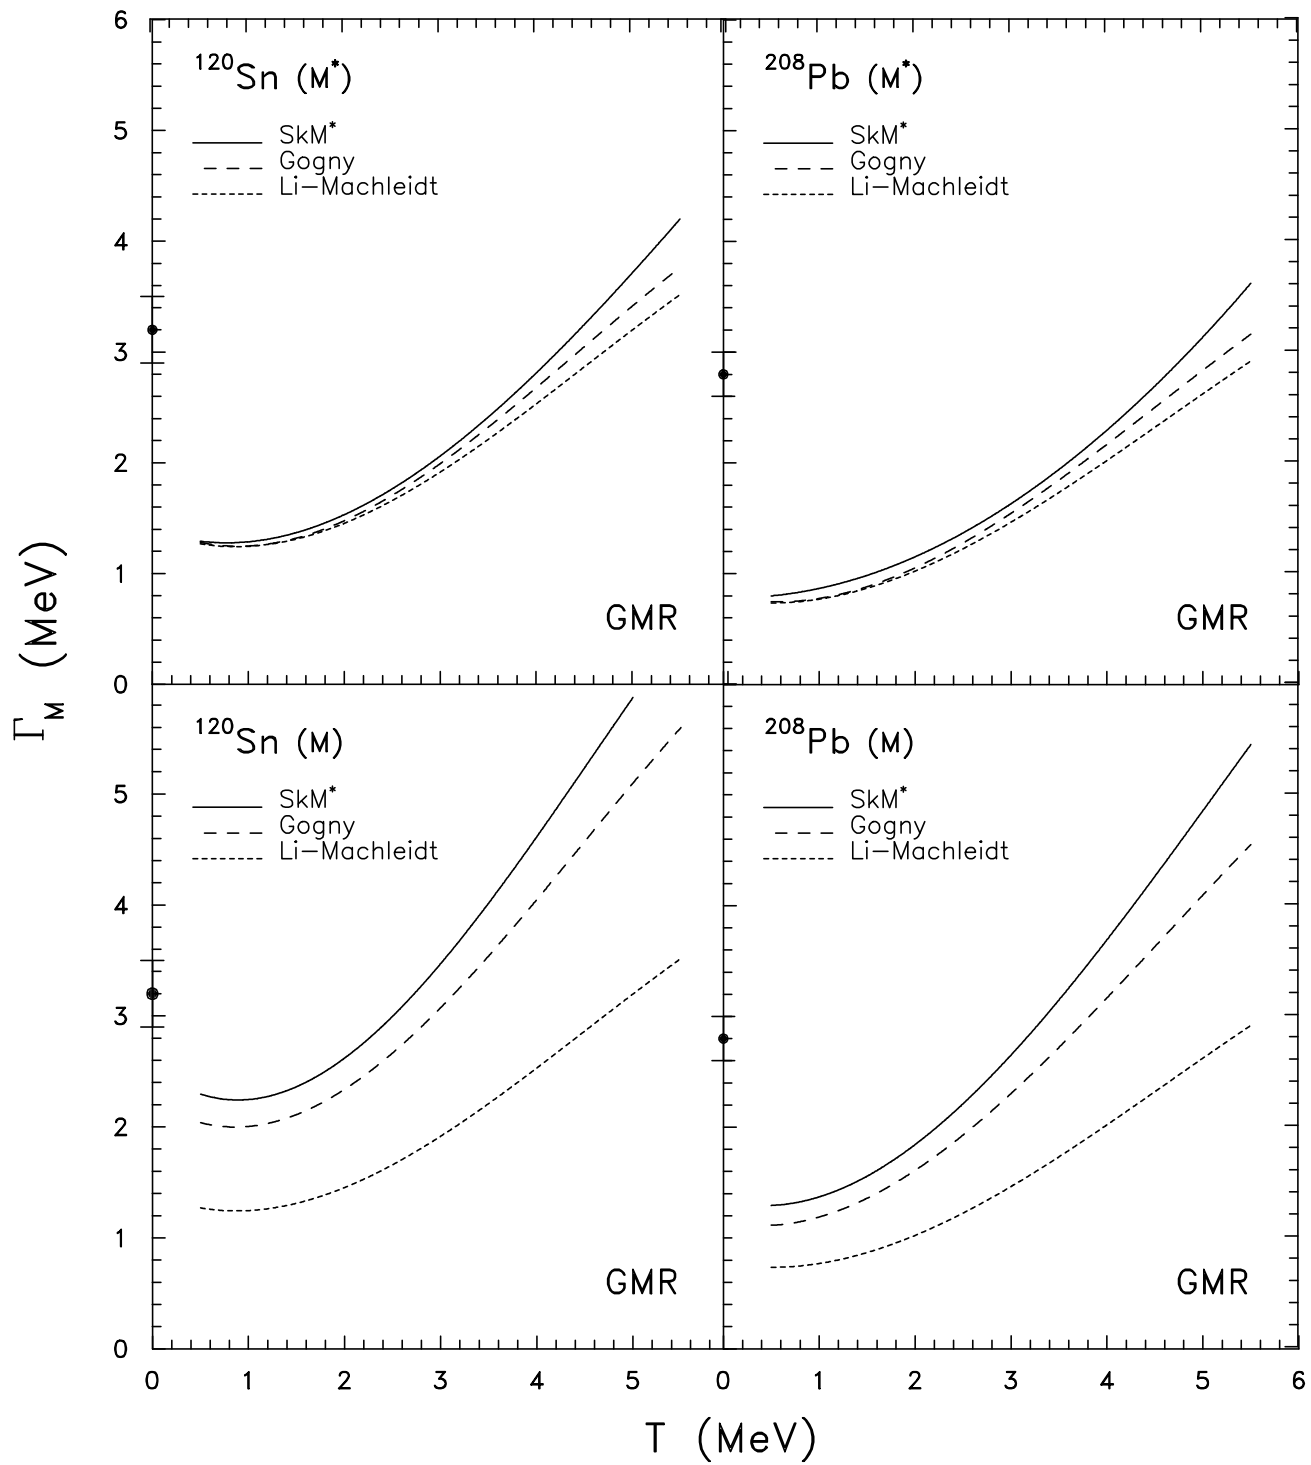 6
5
4
3
2
1
0
¹²⁰Sn (M*)
SkM*
Gogny
Li−Machleidt
GMR
²⁰⁸Pb (M*)
SkM*
Gogny
Li−Machleidt
GMR
Γ_M (MeV)
5
4
3
2
1
0
¹²⁰Sn (M)
SkM*
Gogny
Li−Machleidt
GMR
²⁰⁸Pb (M)
SkM*
Gogny
Li−Machleidt
GMR
0 1 2 3 4 5 0 1 2 3 4 5 6
T (MeV)